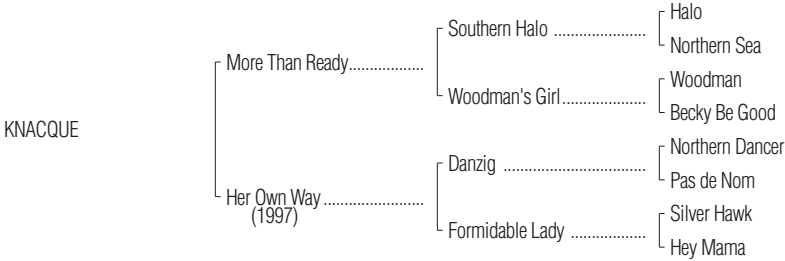 Halo
Southern Halo ......................
Northern Sea
More Than Ready..................
Woodman
Woodman's Girl....................
Becky Be Good
KNACQUE
Northern Dancer
Danzig ..................................
Pas de Nom
Her Own Way ........................
(1997)
Silver Hawk
Formidable Lady ..................
Hey Mama